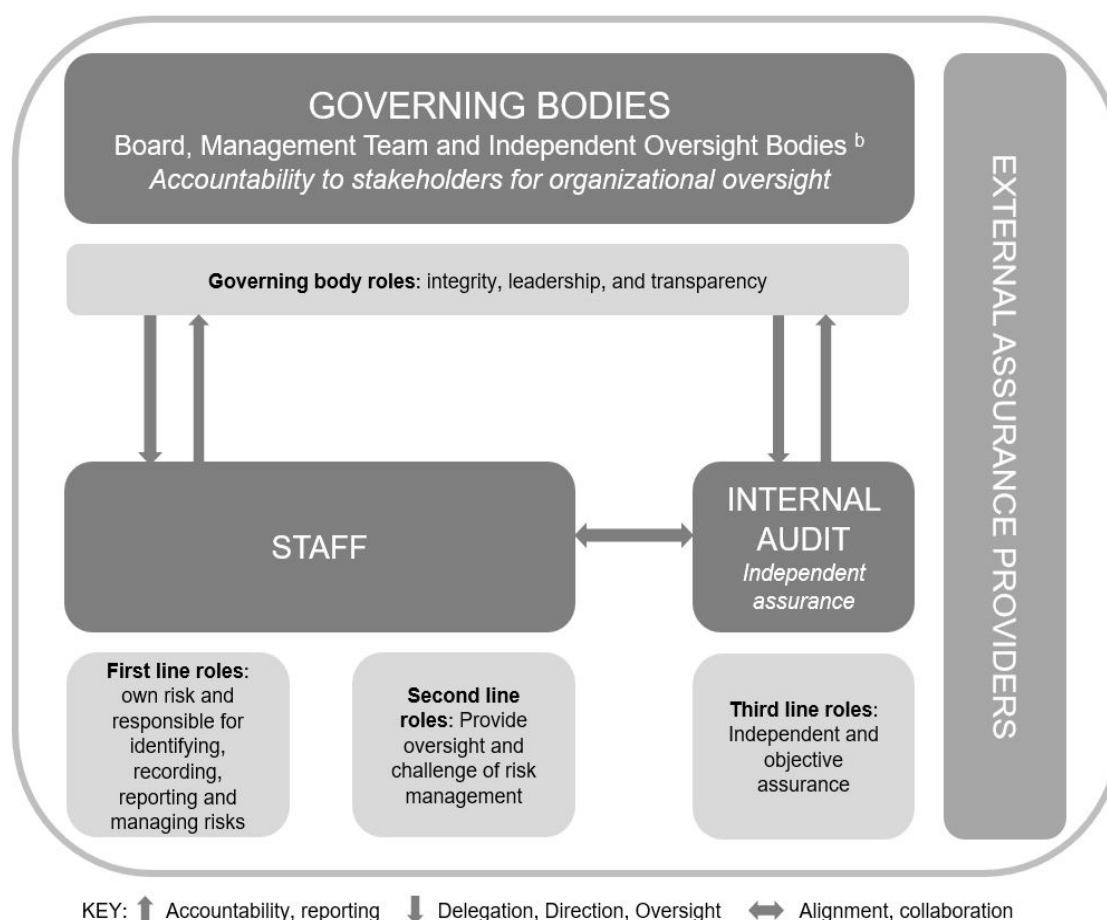 GOVERNING BODIES
Board, Management Team and Independent Oversight Bodies ᵇ
Accountability to stakeholders for organizational oversight
Governing body roles: integrity, leadership, and transparency
STAFF
INTERNAL
AUDIT
Independent
assurance
First line roles:
own risk and
responsible for
identifying,
recording,
reporting and
managing risks
Second line
roles: Provide
oversight and
challenge of risk
management
Third line roles:
Independent and
objective
assurance
EXTERNAL ASSURANCE PROVIDERS
KEY: Accountability, reporting Delegation, Direction, Oversight Alignment, collaboration